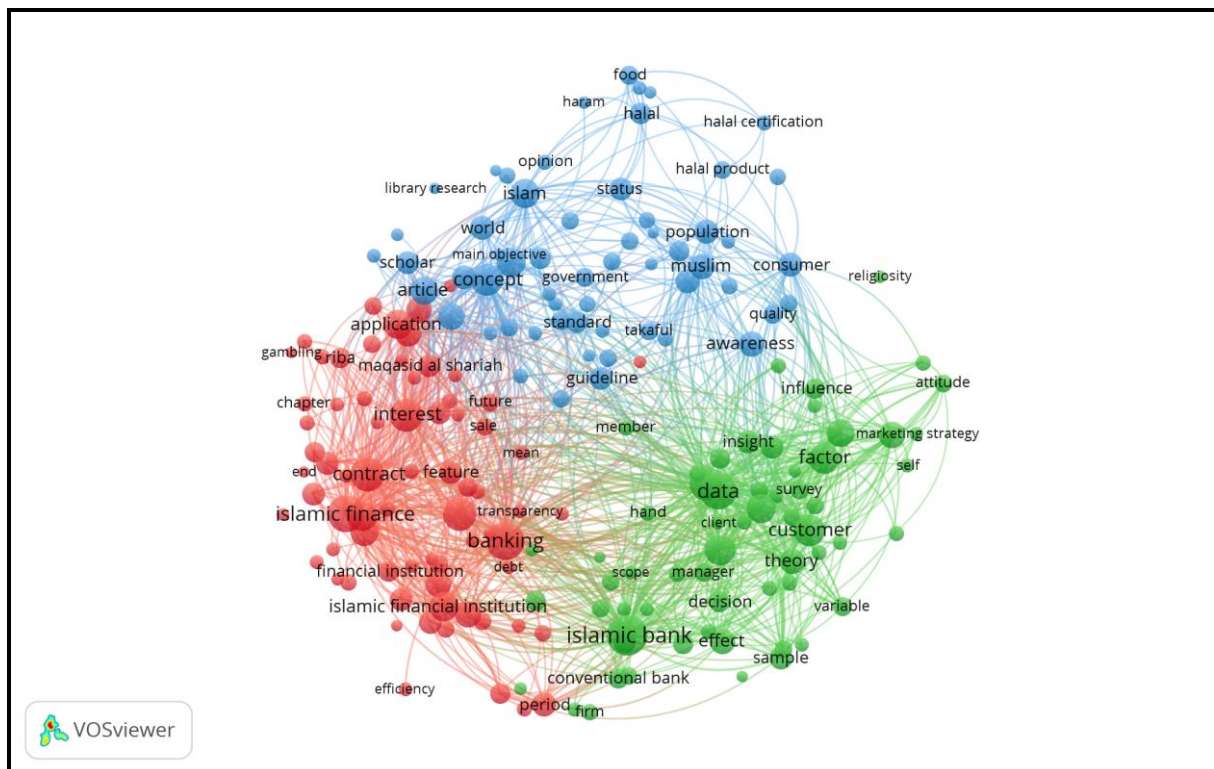 food
haram
halal
halal certification
opinion
halal product
library research
islam
status
world
population
main objective
scholar
concept
government
muslim
consumer
religiosity
article
quality
application
standard
takaful
awareness
gambling
riba
maqasid al shariah
guideline
influence
attitude
chapter
interest
future
sale
member
insight
marketing strategy
mean
factor
self
end
contract
feature
data
survey
islamic finance
transparency
hand
client
customer
banking
debt
theory
financial institution
scope
manager
islamic financial institution
decision
variable
islamic bank
effect
sample
conventional bank
efficiency
period
firm
VOSviewer